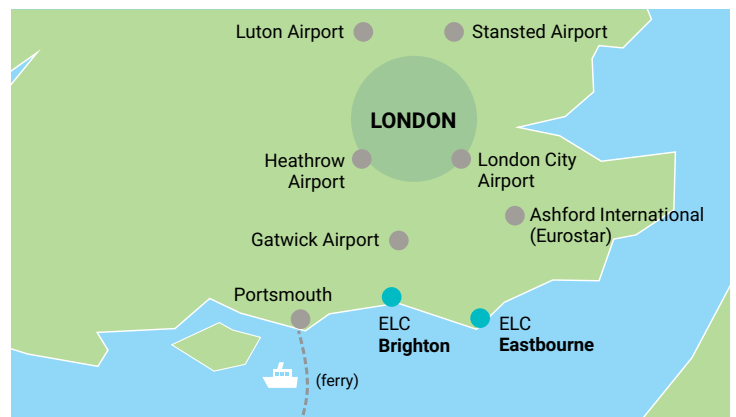 Luton Airport
Stansted Airport
LONDON
Heathrow
Airport
London City
Airport
Ashford International
(Eurostar)
Gatwick Airport
Portsmouth
ELC
Brighton
ELC
Eastbourne
(ferry)